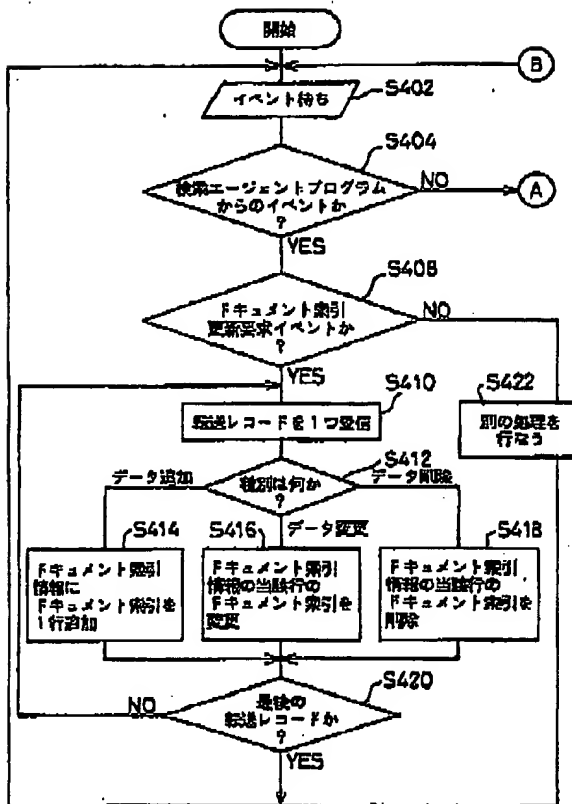 開始
B
イベント待ち
S402
S404
検索エージェントプログラム
からのイベントか
?
NO
A
YES
S408
ドキュメント索引
更新要求イベントか
?
NO
YES
S410
転送レコードを1つ受信
S422
別の処理を
行なう
S412
種別は何か
?
データ追加
データ削除
データ変更
S414
ドキュメント索引
情報に
ドキュメント索引を
1行追加
S416
ドキュメント索引
情報の当該行の
ドキュメント索引を
変更
S418
ドキュメント索引
情報の当該行の
ドキュメント索引を
削除
S420
最後の
転送レコードか
?
NO
YES